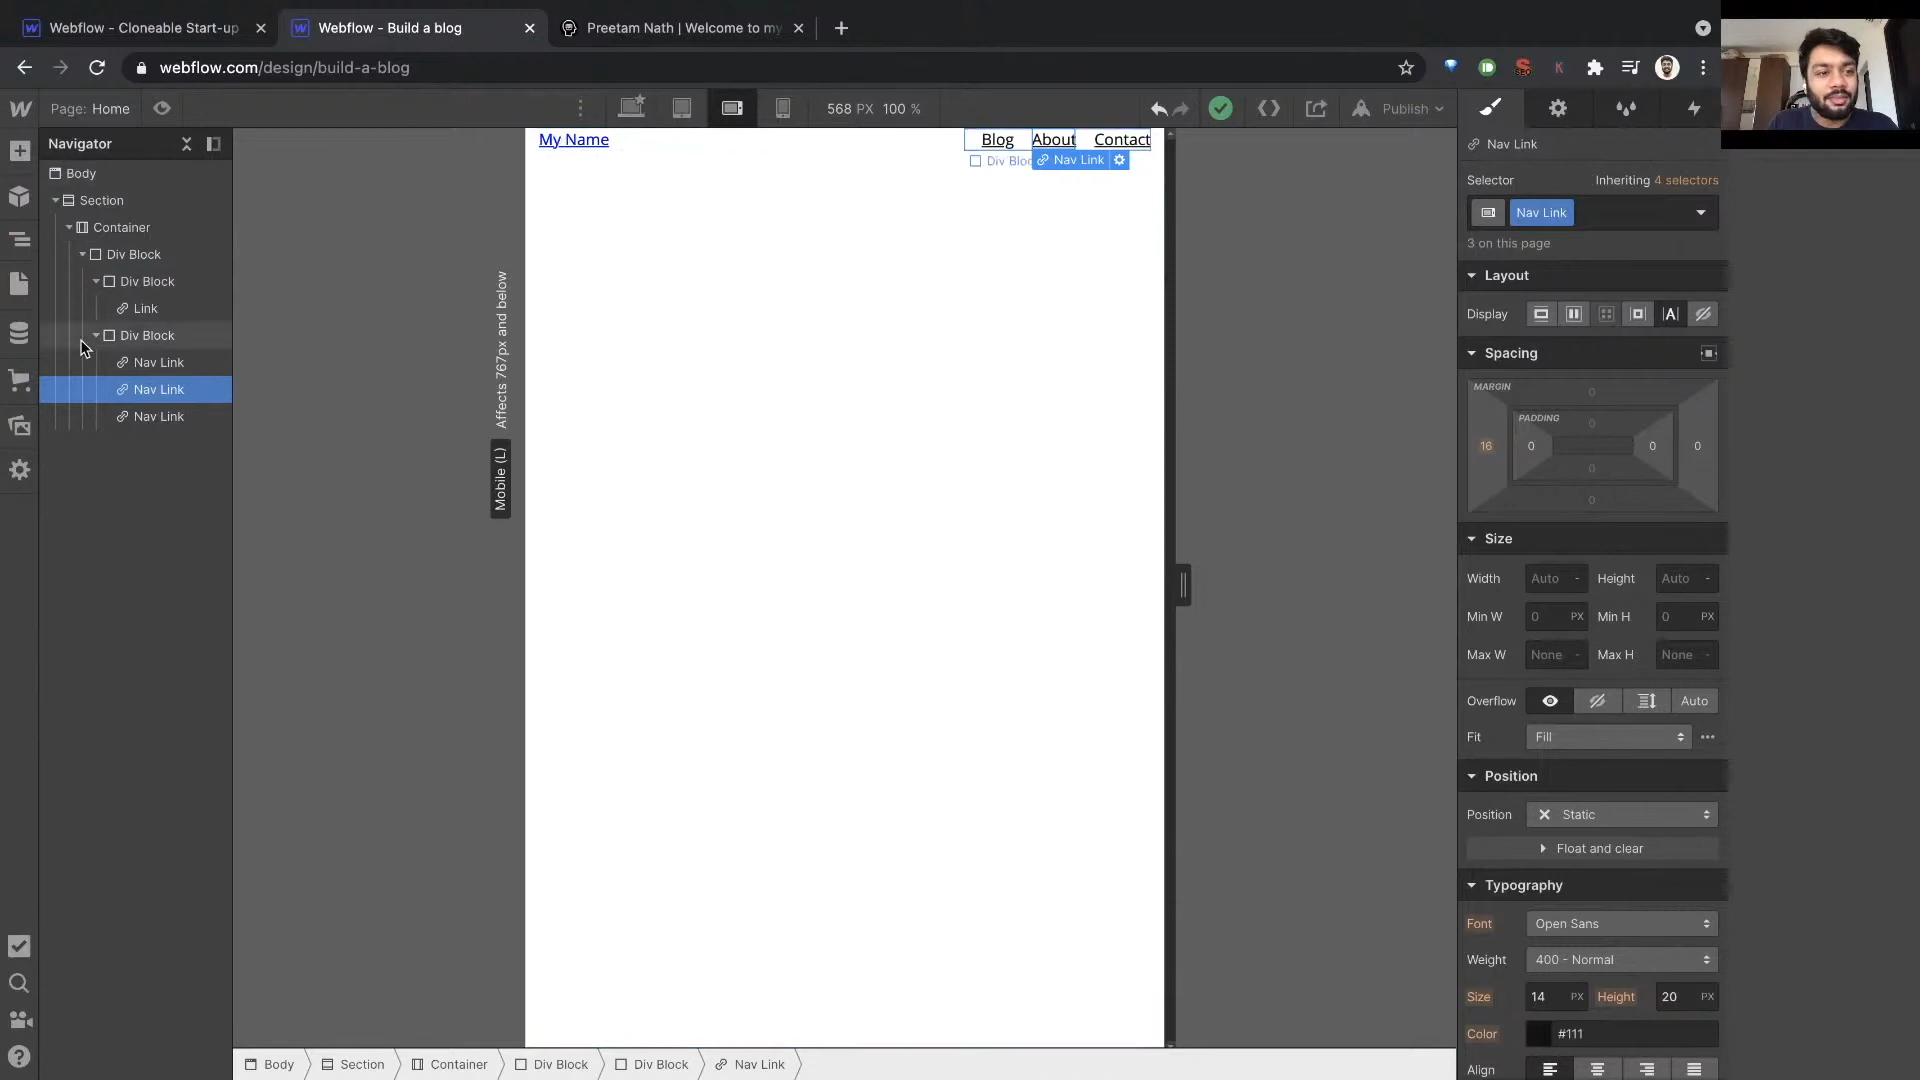 Webflow - Cloneable Start-up
Webflow - Build a blog
Preetam Nath | Welcome to my
webflow.com/design/build-a-blog
Page: Home
568 PX 100 %
Publish
Navigator
Body
Section
Container
Div Block
Div Block
Link
Div Block
Nav Link
Nav Link
Nav Link
Affects 767px and below
Mobile (L)
My Name
Blog
About
Contact
Div Bloc
Nav Link
Nav Link
Selector
Inheriting 4 selectors
Nav Link
3 on this page
Layout
Display
Spacing
MARGIN
0
PADDING
0
16
0
0
0
0
0
Size
Width Auto -
Height Auto -
Min W 0 PX
Min H 0 PX
Max W None -
Max H None -
Overflow
Auto
Fit Fill
Position
Position Static
Float and clear
Typography
Font Open Sans
Weight 400 - Normal
Size 14 PX
Height 20 PX
Color #111
Align
Body
Section
Container
Div Block
Div Block
Nav Link